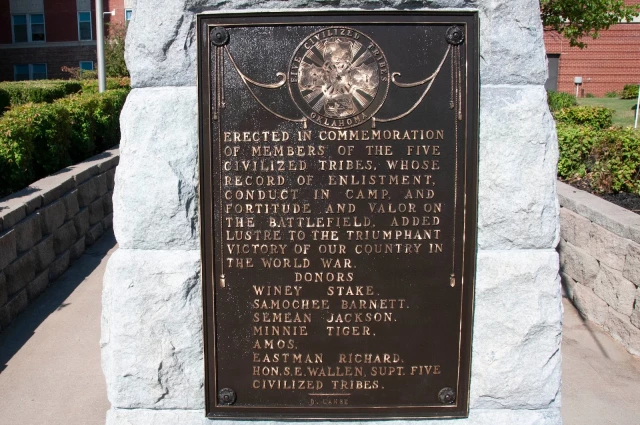 FIVE CIVILIZED TRIBES
OKLAHOMA
ERECTED IN COMMEMORATION
OF MEMBERS OF THE FIVE
CIVILIZED TRIBES, WHOSE
RECORD OF ENLISTMENT,
CONDUCT IN CAMP, AND
FORTITUDE AND VALOR ON
THE BATTLEFIELD, ADDED
LUSTRE TO THE TRIUMPHANT
VICTORY OF OUR COUNTRY IN
THE WORLD WAR.
DONORS
WINEY STAKE.
SAMOCHEE BARNETT.
SEMEAN JACKSON.
MINNIE TIGER.
AMOS.
EASTMAN RICHARD.
HON.S.E.WALLEN, SUPT. FIVE
CIVILIZED TRIBES.